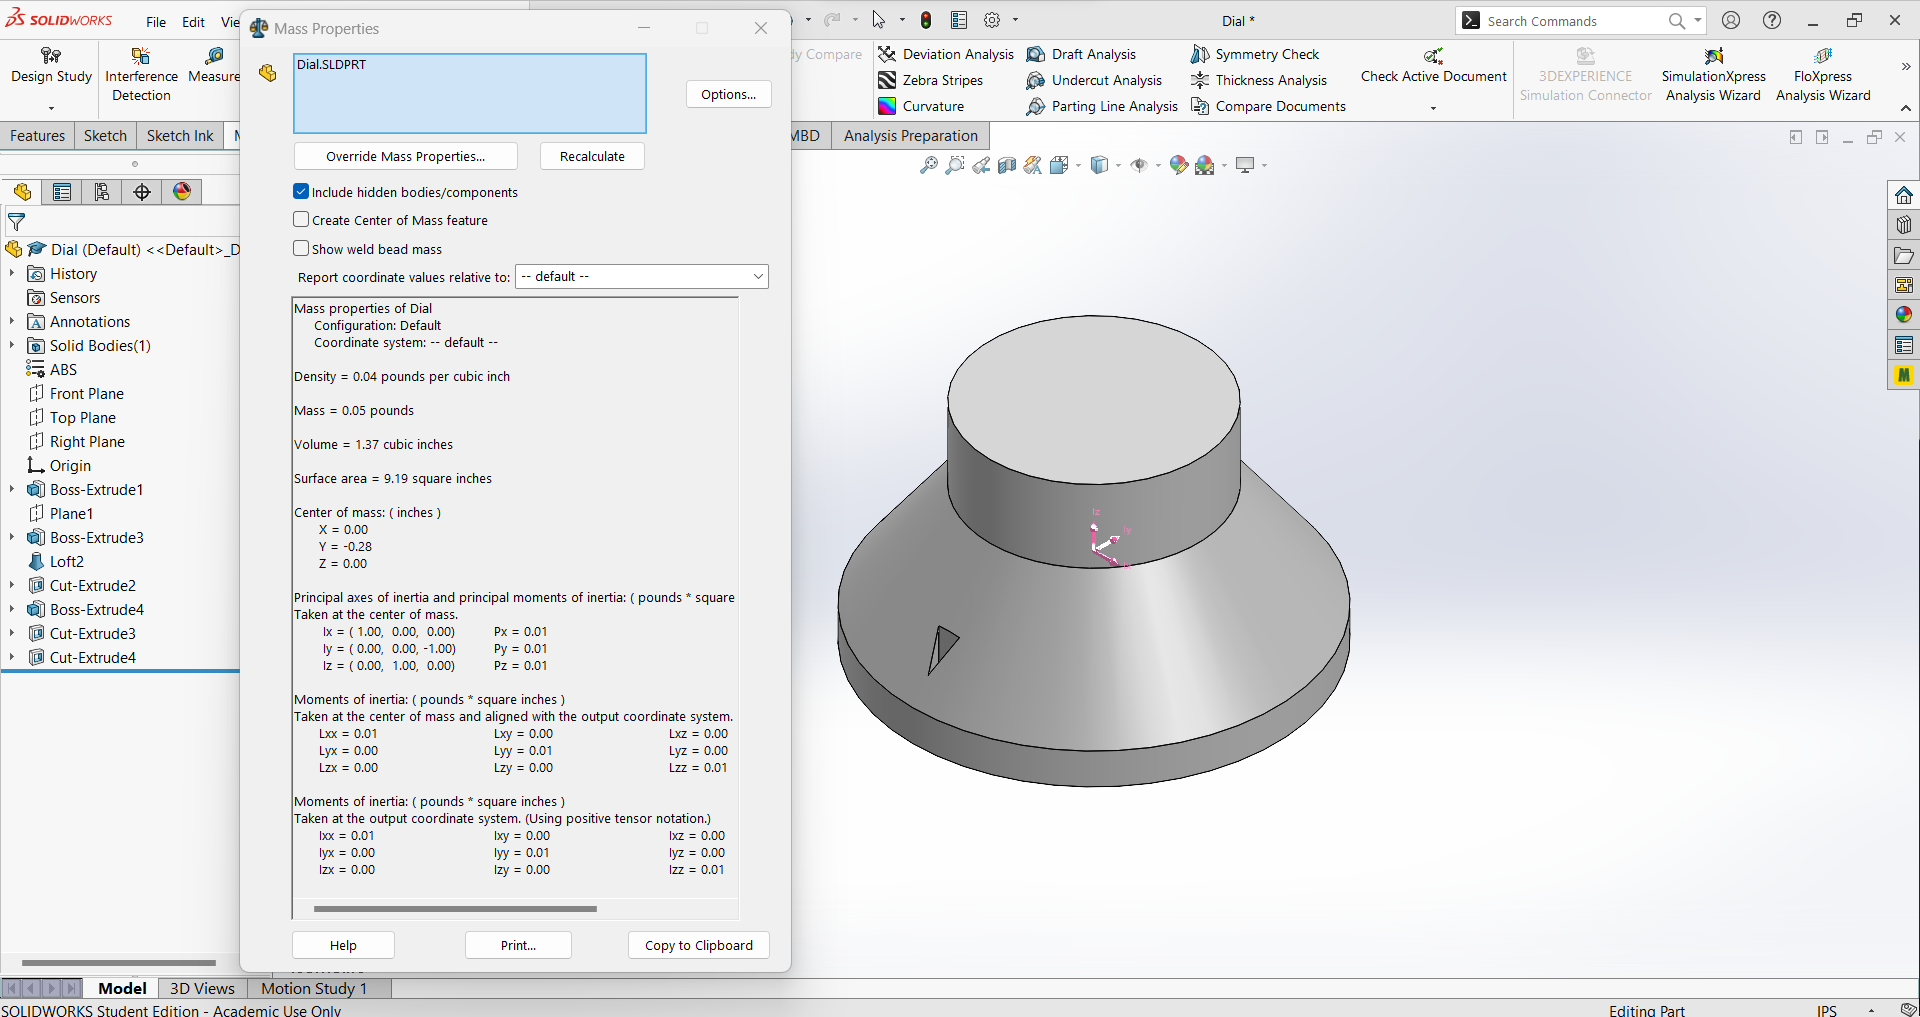 SOLIDWORKS
File Edit
Dial *
Search Commands
Mass Properties
Design Study
Interference Detection
Measure
Compare
Deviation Analysis
Zebra Stripes
Curvature
Draft Analysis
Undercut Analysis
Parting Line Analysis
Symmetry Check
Thickness Analysis
Compare Documents
Check Active Document
3DEXPERIENCE
Simulation Connector
SimulationXpress
Analysis Wizard
FloXpress
Analysis Wizard
Features
Sketch
Sketch Ink
MBD
Analysis Preparation
Dial (Default) <<Default>_D
History
Sensors
Annotations
Solid Bodies(1)
ABS
Front Plane
Top Plane
Right Plane
Origin
Boss-Extrude1
Plane1
Boss-Extrude3
Loft2
Cut-Extrude2
Boss-Extrude4
Cut-Extrude3
Cut-Extrude4
Dial.SLDPRT
Options...
Override Mass Properties...
Recalculate
Include hidden bodies/components
Create Center of Mass feature
Show weld bead mass
Report coordinate values relative to: -- default --
Mass properties of Dial
Configuration: Default
Coordinate system: -- default --
Density = 0.04 pounds per cubic inch
Mass = 0.05 pounds
Volume = 1.37 cubic inches
Surface area = 9.19 square inches
Center of mass: ( inches )
X = 0.00
Y = -0.28
Z = 0.00
Principal axes of inertia and principal moments of inertia: ( pounds * square
Taken at the center of mass.
Ix = ( 1.00, 0.00, 0.00) Px = 0.01
Iy = ( 0.00, 0.00, -1.00) Py = 0.01
Iz = ( 0.00, 1.00, 0.00) Pz = 0.01
Moments of inertia: ( pounds * square inches )
Taken at the center of mass and aligned with the output coordinate system.
Lxx = 0.01 Lxy = 0.00 Lxz = 0.00
Lyx = 0.00 Lyy = 0.01 Lyz = 0.00
Lzx = 0.00 Lzy = 0.00 Lzz = 0.01
Moments of inertia: ( pounds * square inches )
Taken at the output coordinate system. (Using positive tensor notation.)
Ixx = 0.01 Ixy = 0.00 Ixz = 0.00
Iyx = 0.00 Iyy = 0.01 Iyz = 0.00
Izx = 0.00 Izy = 0.00 Izz = 0.01
Help
Print...
Copy to Clipboard
Iz
Iy
M
Model
3D Views
Motion Study 1
SOLIDWORKS Student Edition - Academic Use Only
Editing Part
IPS